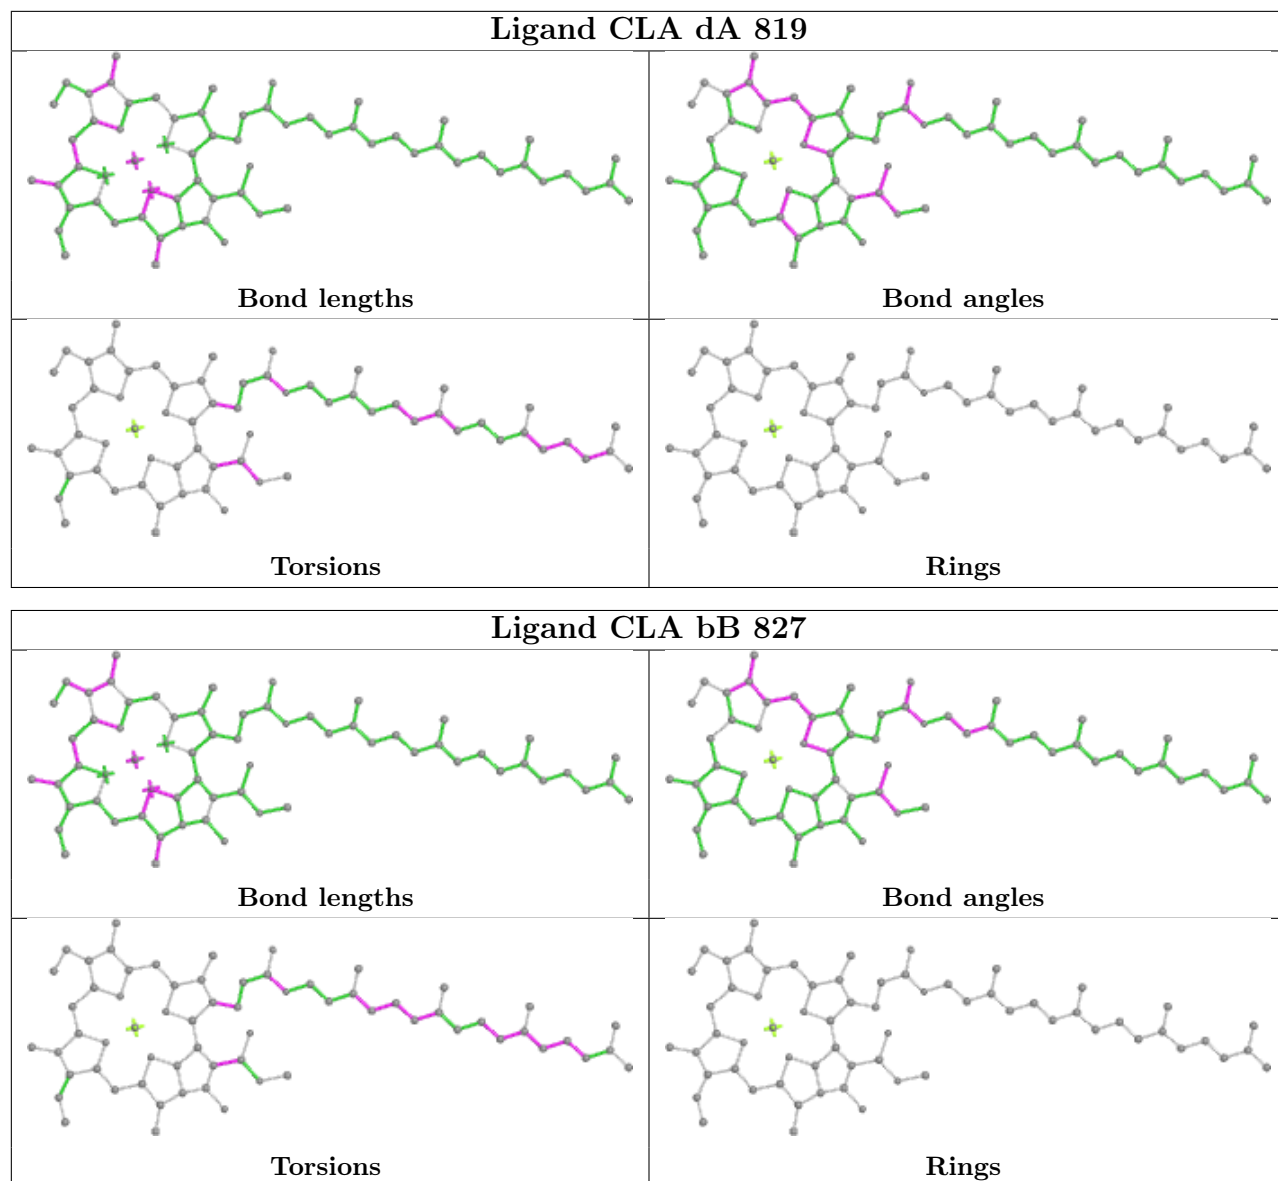 Ligand CLA dA 819
Bond lengths
Bond angles
Torsions
Rings
Ligand CLA bB 827
Bond lengths
Bond angles
Torsions
Rings